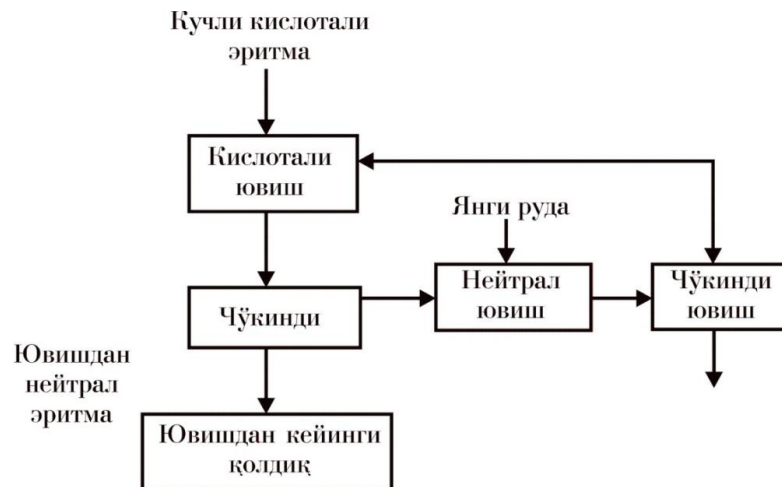 Кучли кислотали
эритма
Кислотали
ювиш
Янги руда
Чўкинди
Нейтрал
ювиш
Чўкинди
ювиш
Ювишдан
нейтрал
эритма
Ювишдан кейинги
қолдиқ